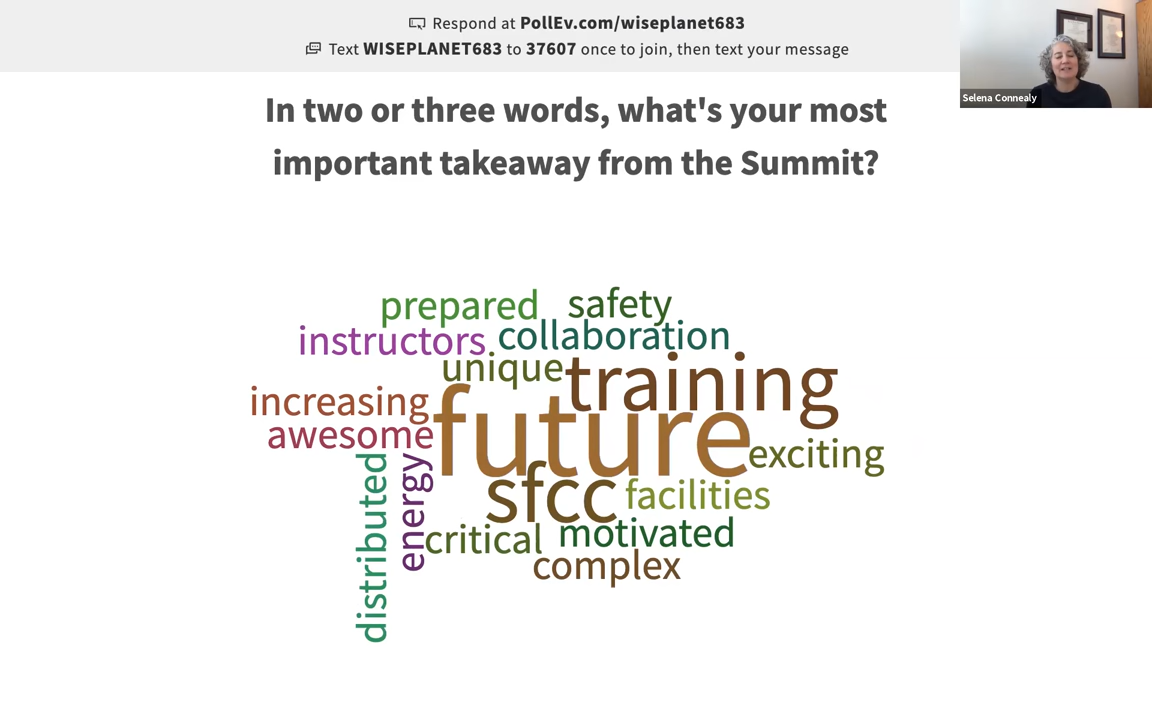 Respond at PollEv.com/wiseplanet683
Text WISEPLANET683 to 37607 once to join, then text your message
Selena Connealy
In two or three words, what's your most
important takeaway from the Summit?
prepared
safety
instructors
collaboration
unique
training
increasing
future
awesome
exciting
distributed
energy
sfcc
facilities
critical
motivated
complex